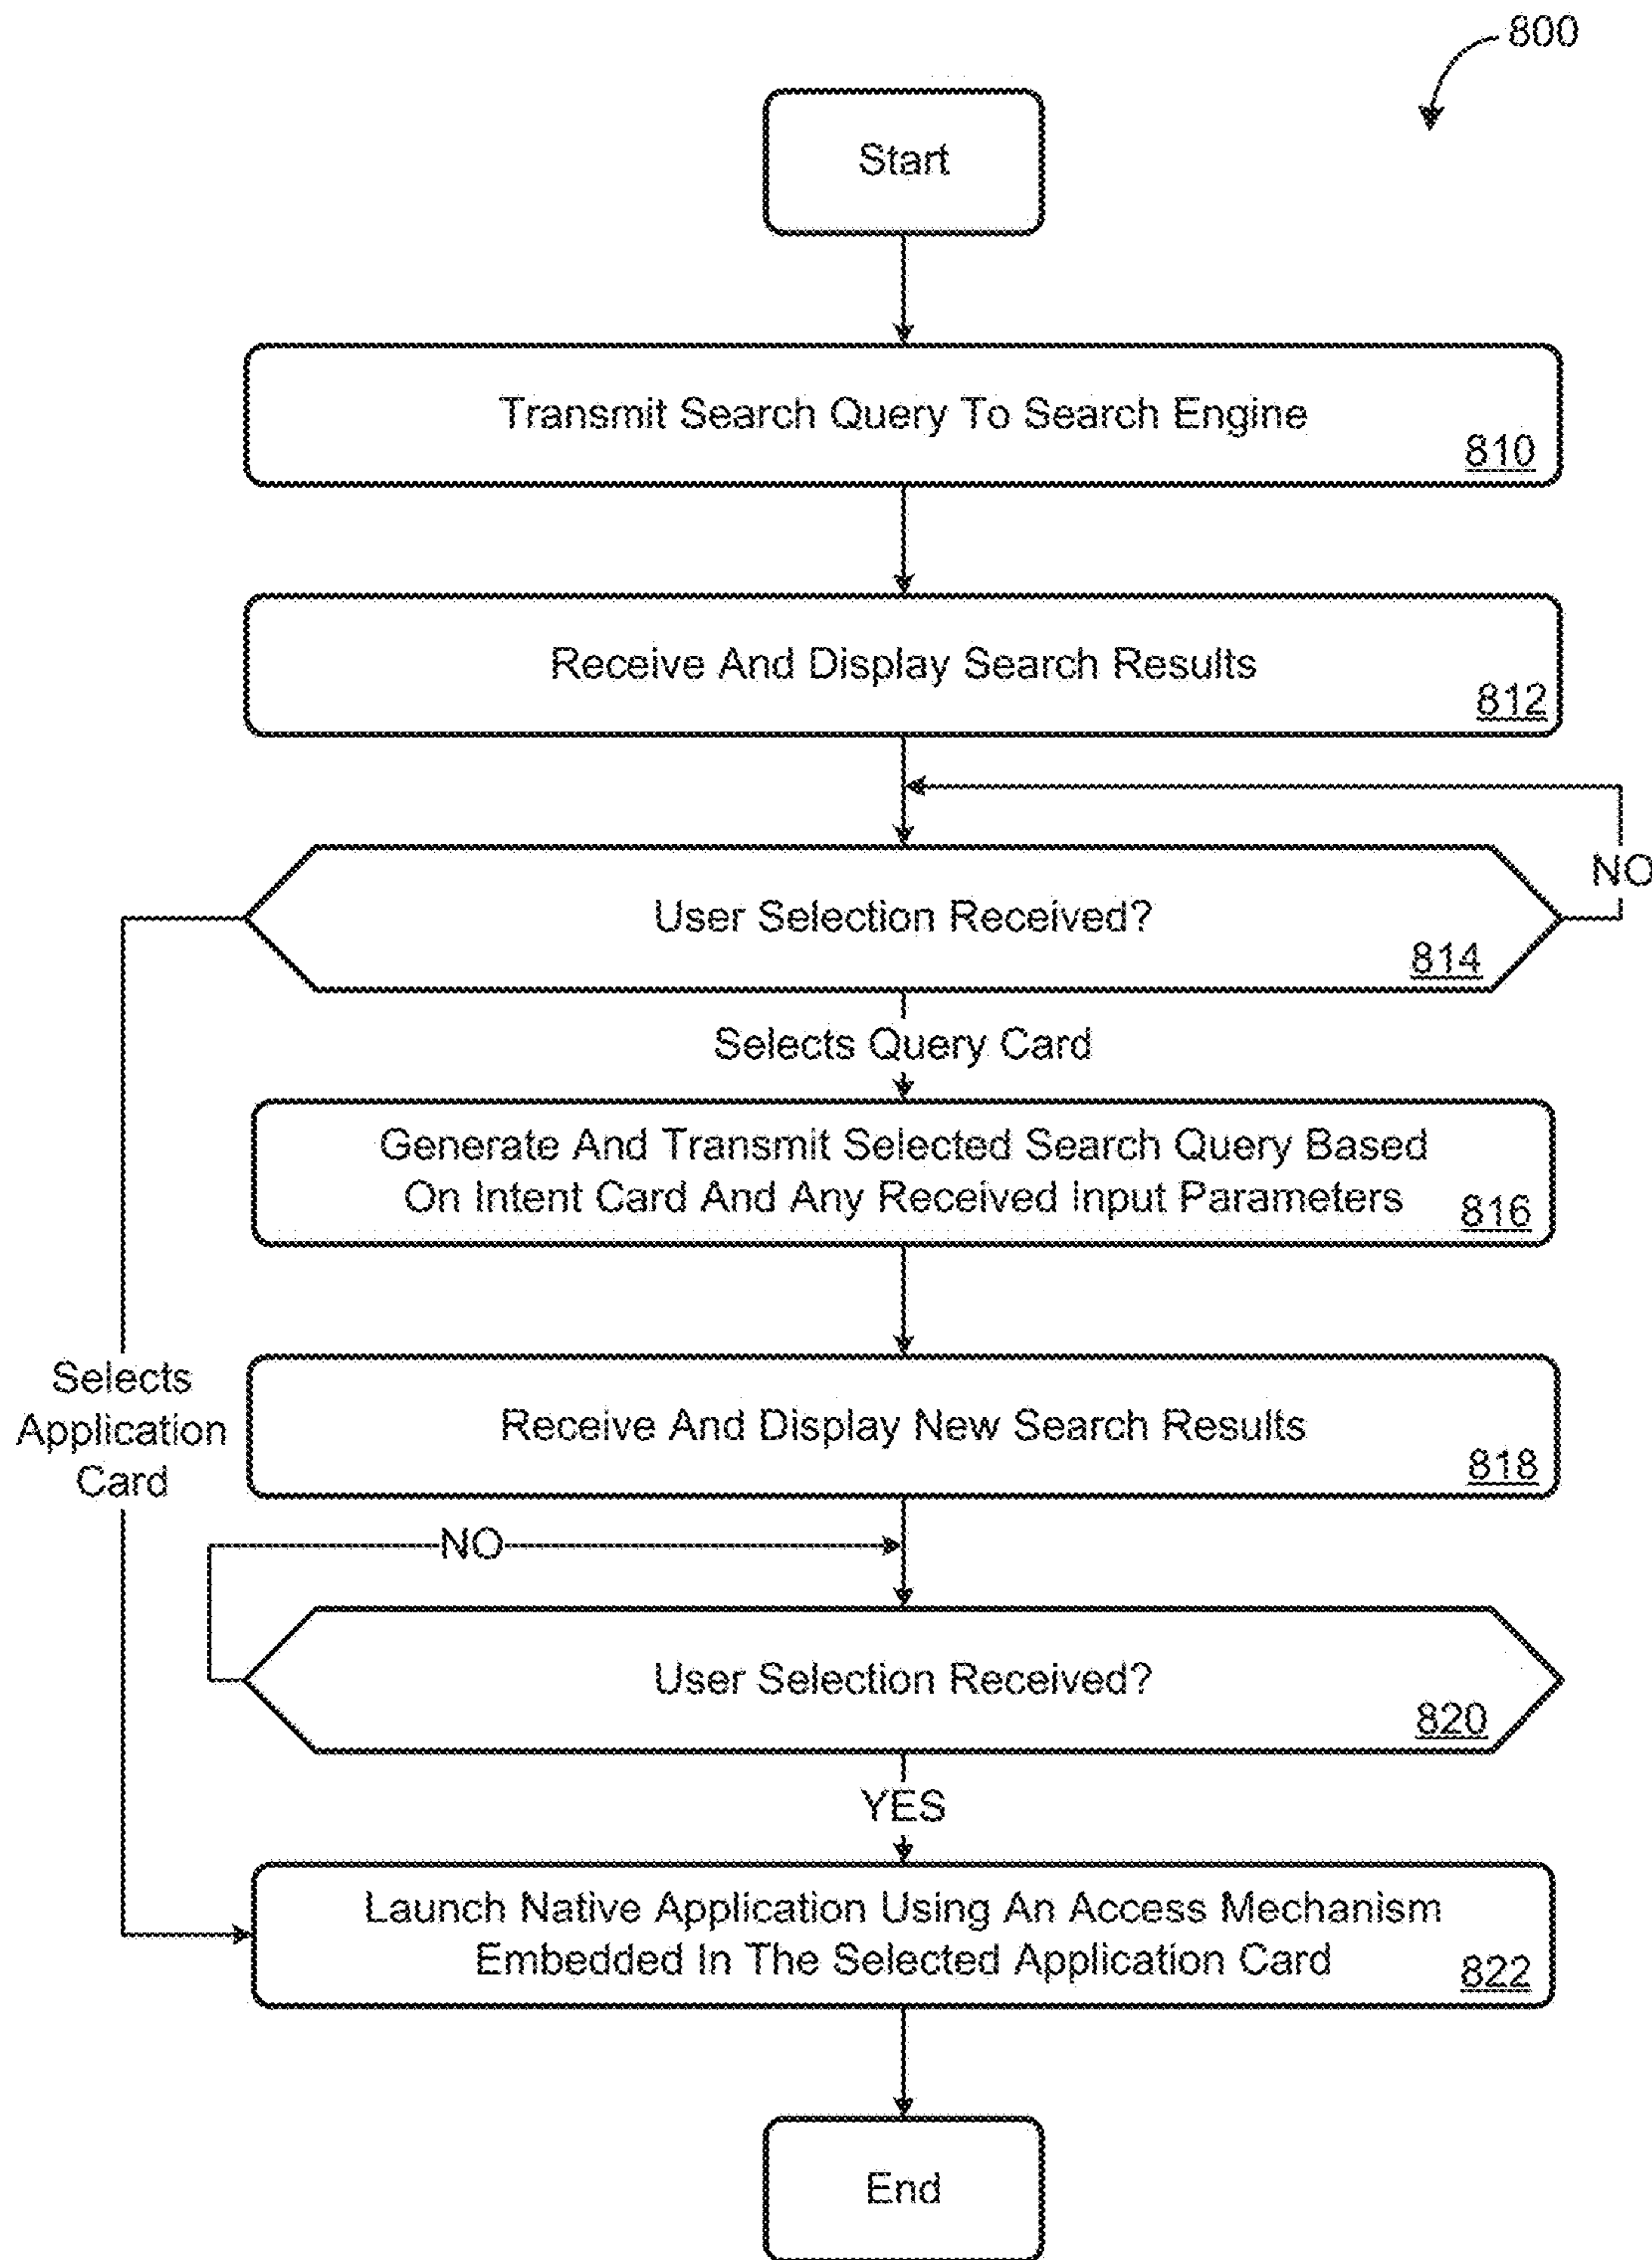 800
Start
Transmit Search Query To Search Engine
810
Receive And Display Search Results
812
NO
User Selection Received?
814
Selects Query Card
Generate And Transmit Selected Search Query Based
On Intent Card And Any Received Input Parameters
816
Selects
Application
Card
Receive And Display New Search Results
818
NO
User Selection Received?
820
YES
Launch Native Application Using An Access Mechanism
Embedded In The Selected Application Card
822
End